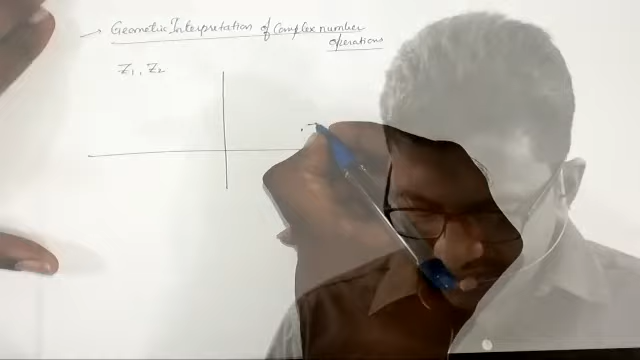 → Geometric Interpretation of Complex number
operations
Z₁, Z₂